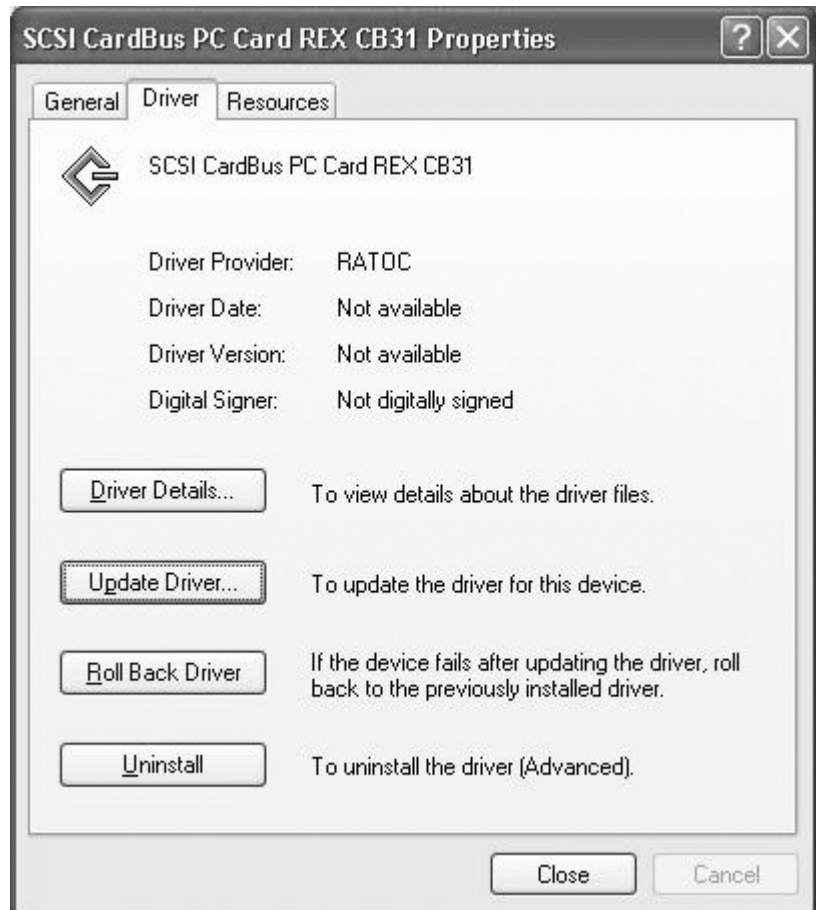 SCSI CardBus PC Card REX CB31 Properties
General Driver Resources
SCSI CardBus PC Card REX CB31
Driver Provider: RATOC
Driver Date: Not available
Driver Version: Not available
Digital Signer: Not digitally signed
Driver Details... To view details about the driver files.
Update Driver... To update the driver for this device.
Roll Back Driver If the device fails after updating the driver, roll
back to the previously installed driver.
Uninstall To uninstall the driver (Advanced).
Close Cancel